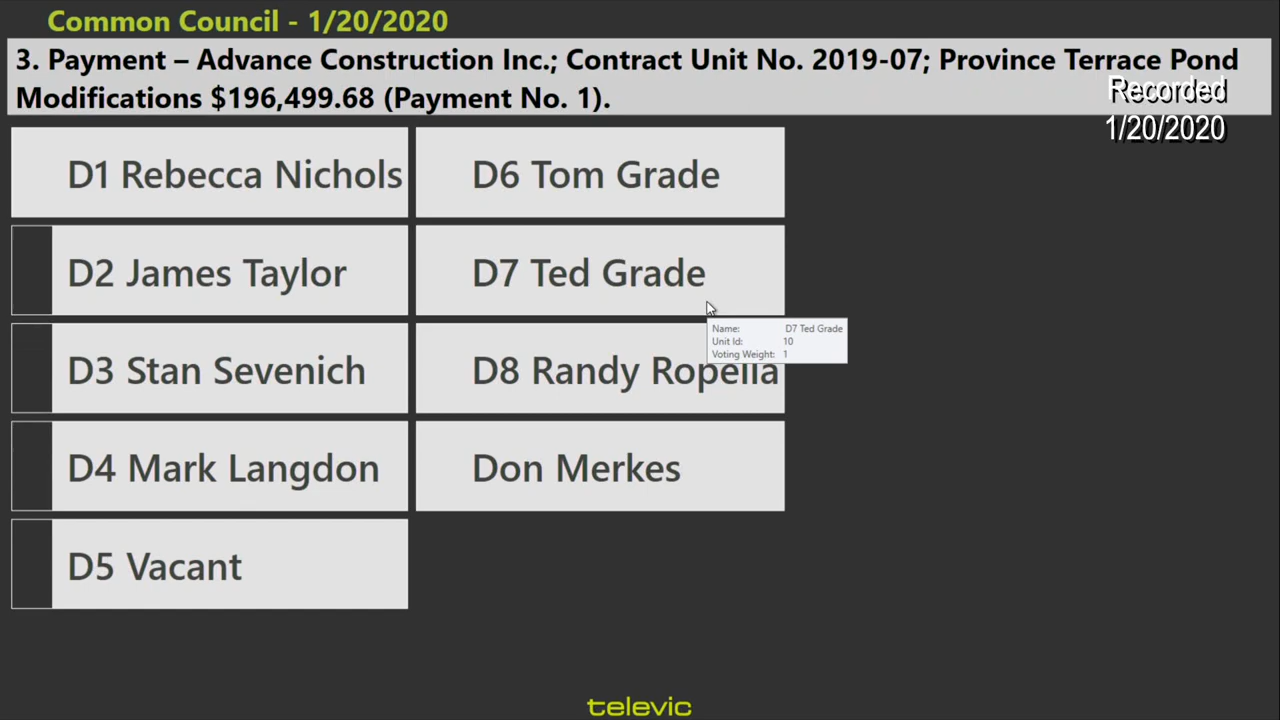 Common Council - 1/20/2020
3. Payment – Advance Construction Inc.; Contract Unit No. 2019-07; Province Terrace Pond
Modifications $196,499.68 (Payment No. 1).
Recorded
1/20/2020
D1 Rebecca Nichols
D6 Tom Grade
D2 James Taylor
D7 Ted Grade
Name: D7 Ted Grade
Unit Id: 10
Voting Weight: 1
D3 Stan Sevenich
D8 Randy Ropella
D4 Mark Langdon
Don Merkes
D5 Vacant
televic